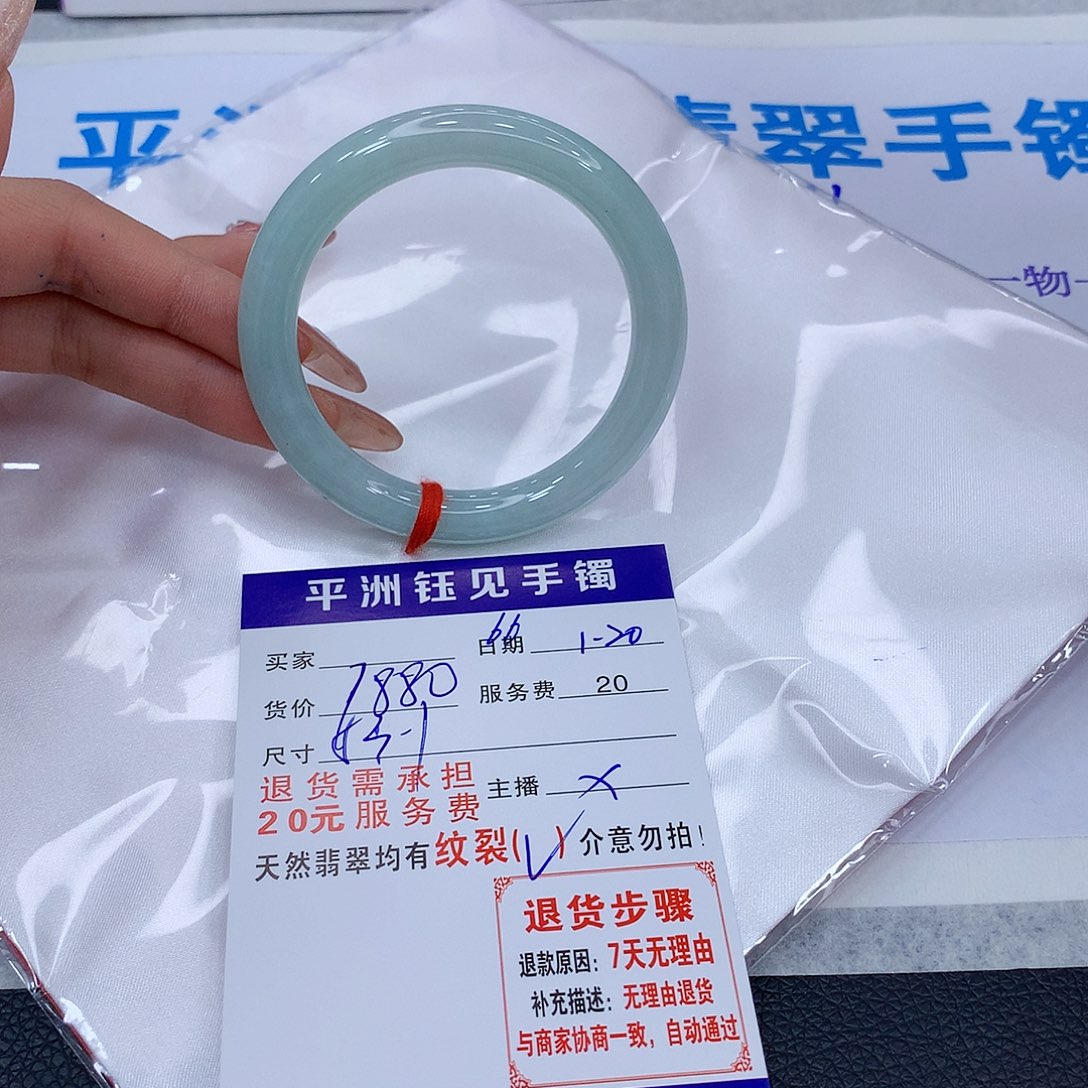 平洲 翡翠手镯
一物一
平洲钰见手镯
买家 日期 66 1-20
货价 7880 服务费 20
尺寸
退货需承担
20元服务费 主播 X
天然翡翠均有纹裂(✓)介意勿拍!
退货步骤
退款原因:7天无理由
补充描述:无理由退货
与商家协商一致,自动通过